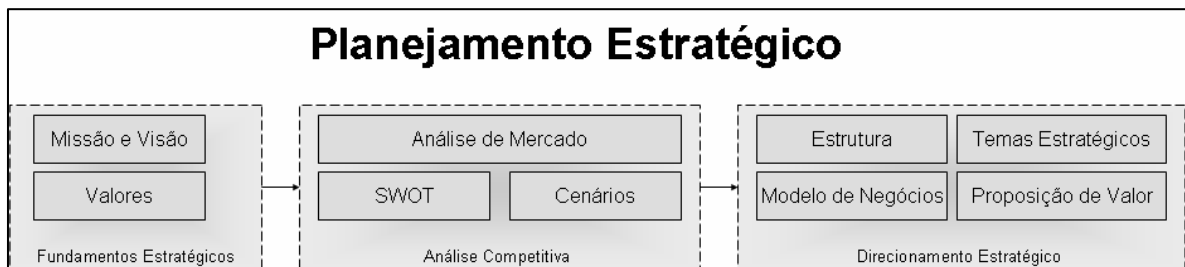 Planejamento Estratégico
Missão e Visão
Valores
Fundamentos Estratégicos
Análise de Mercado
SWOT
Cenários
Análise Competitiva
Estrutura
Temas Estratégicos
Modelo de Negócios
Proposição de Valor
Direcionamento Estratégico